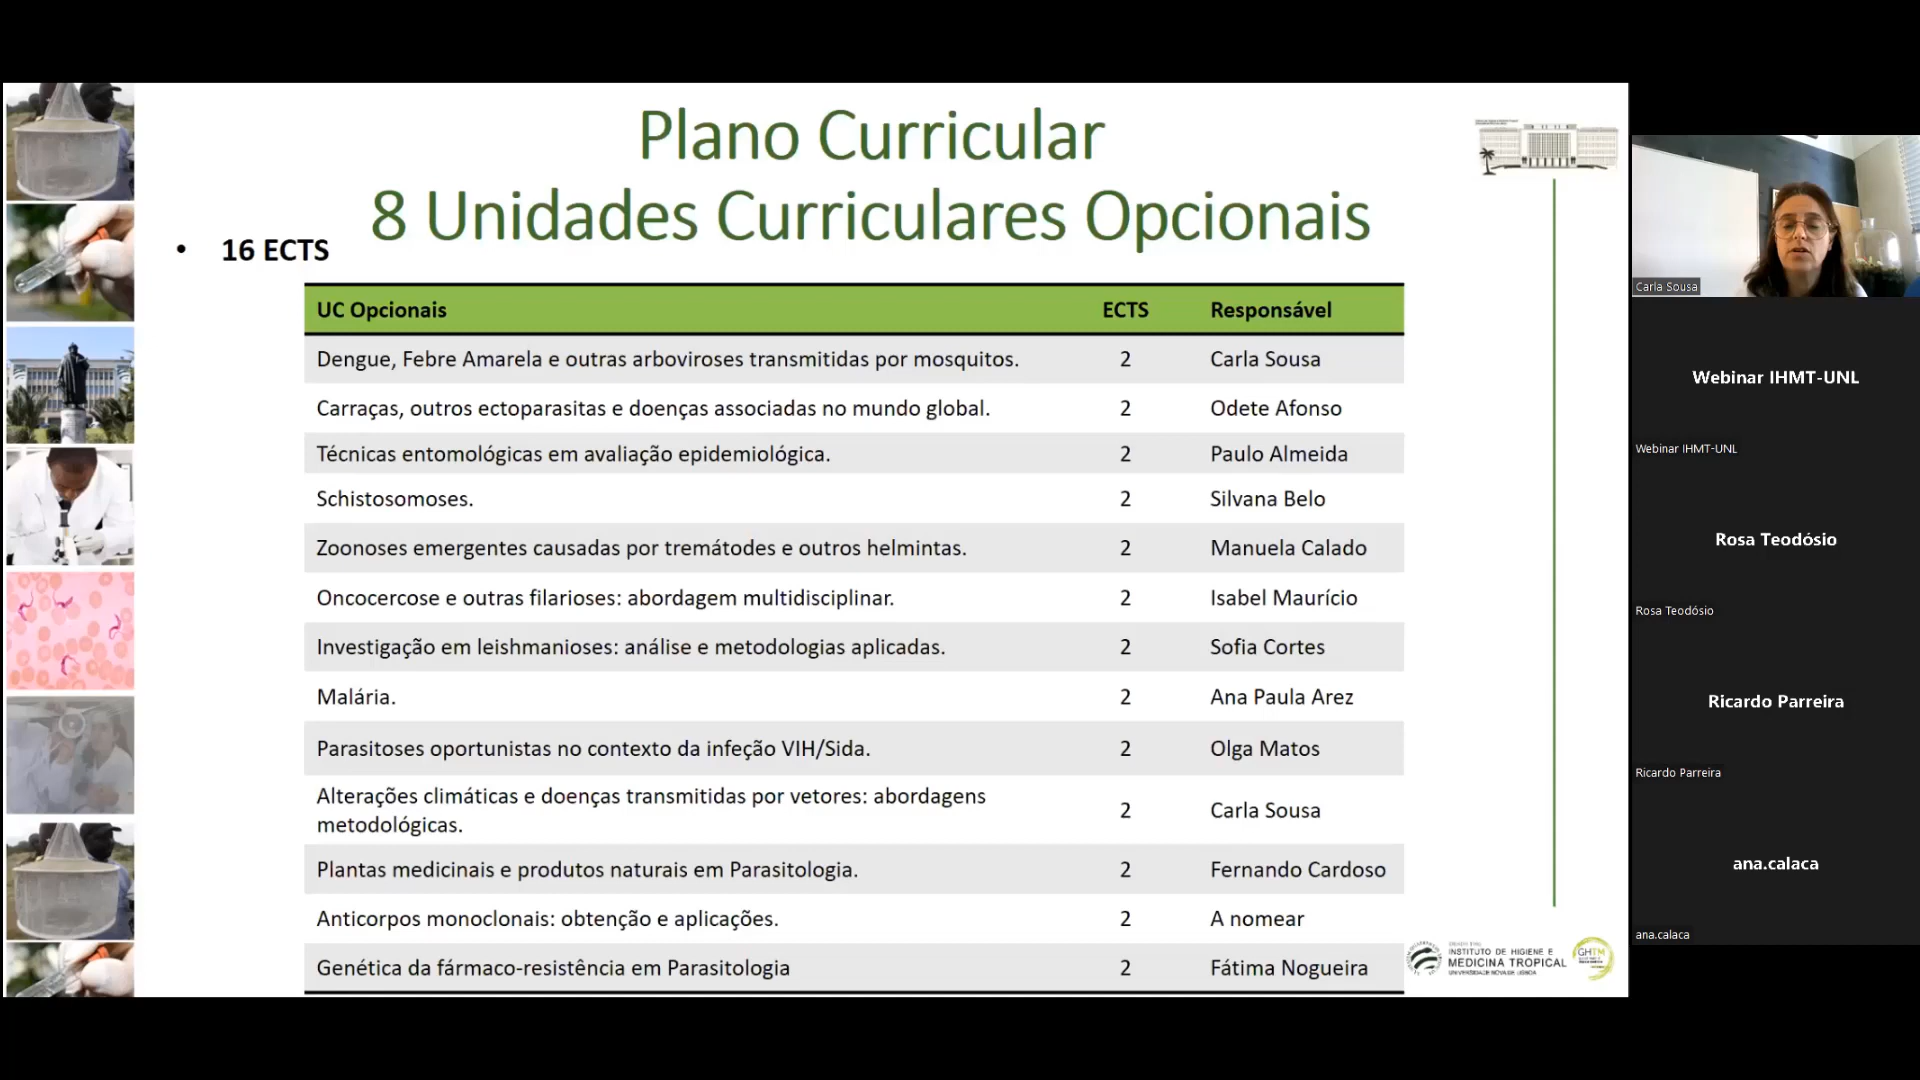 Plano Curricular
8 Unidades Curriculares Opcionais
• 16 ECTS
UC Opcionais ECTS Responsável
Dengue, Febre Amarela e outras arboviroses transmitidas por mosquitos. 2 Carla Sousa
Carraças, outros ectoparasitas e doenças associadas no mundo global. 2 Odete Afonso
Técnicas entomológicas em avaliação epidemiológica. 2 Paulo Almeida
Schistosomoses. 2 Silvana Belo
Zoonoses emergentes causadas por tremátodes e outros helmintas. 2 Manuela Calado
Oncocercose e outras filarioses: abordagem multidisciplinar. 2 Isabel Maurício
Investigação em leishmanioses: análise e metodologias aplicadas. 2 Sofia Cortes
Malária. 2 Ana Paula Arez
Parasitoses oportunistas no contexto da infeção VIH/Sida. 2 Olga Matos
Alterações climáticas e doenças transmitidas por vetores: abordagens
metodológicas. 2 Carla Sousa
Plantas medicinais e produtos naturais em Parasitologia. 2 Fernando Cardoso
Anticorpos monoclonais: obtenção e aplicações. 2 A nomear
Genética da fármaco-resistência em Parasitologia 2 Fátima Nogueira
INSTITUTO DE HIGIENE E
MEDICINA TROPICAL
UNIVERSIDADE NOVA DE LISBOA
GHTM
Carla Sousa
Webinar IHMT-UNL
Webinar IHMT-UNL
Rosa Teodósio
Rosa Teodósio
Ricardo Parreira
Ricardo Parreira
ana.calaca
ana.calaca